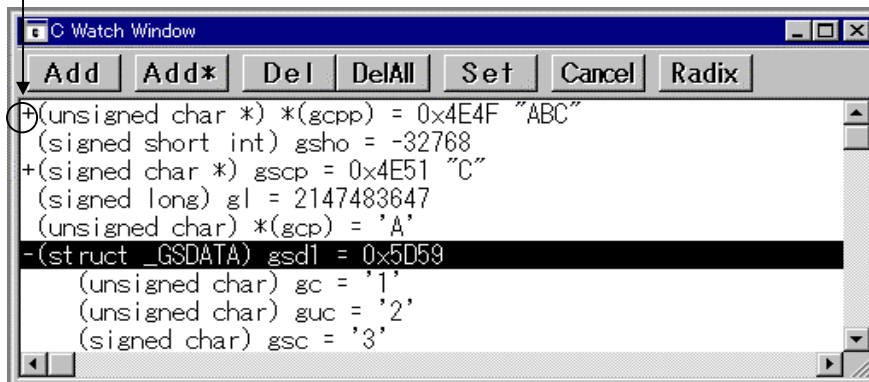 C Watch Window
Add Add* Del DelAll Set Cancel Radix
+(unsigned char *) *(gcpp) = 0x4E4F "ABC"
(signed short int) gsho = -32768
+(signed char *) gscp = 0x4E51 "C"
(signed long) gl = 2147483647
(unsigned char) *(gcp) = 'A'
-(struct _GSDATA) gsd1 = 0x5D59
(unsigned char) gc = '1'
(unsigned char) guc = '2'
(signed char) gsc = '3'